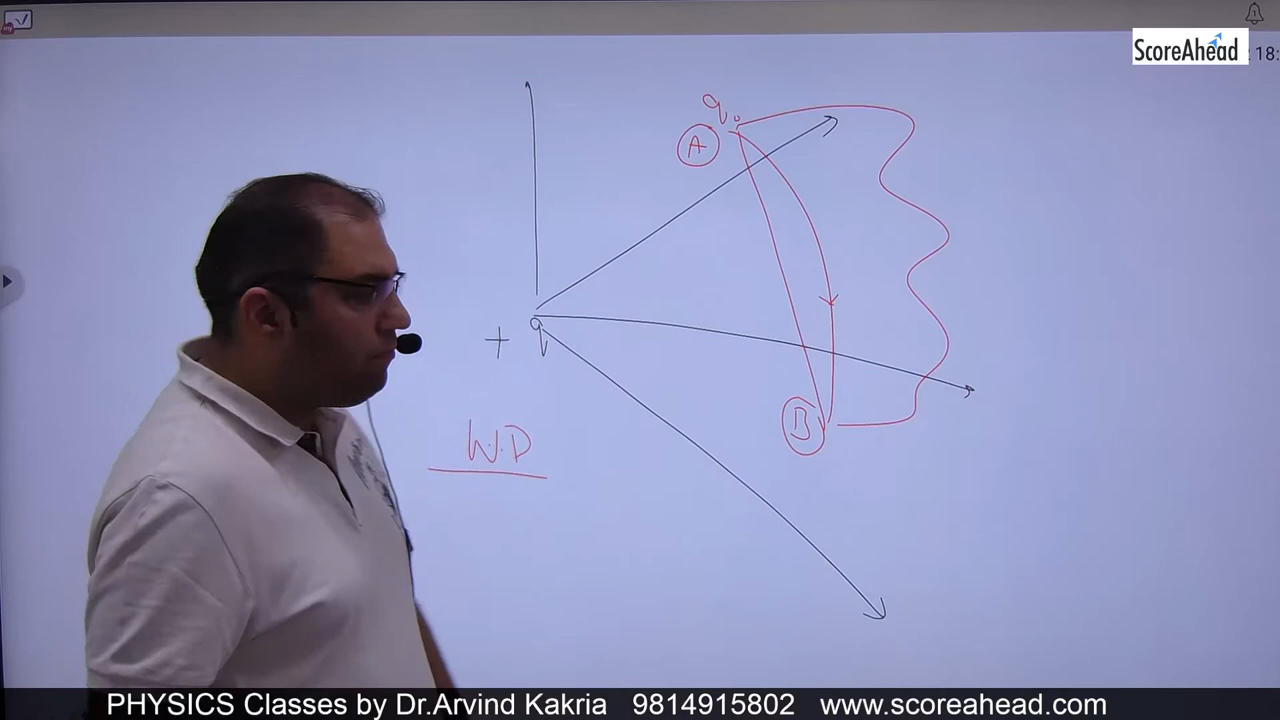 ScoreAhead 18:
q₀
A
+ q
B
W.D
PHYSICS Classes by Dr.Arvind Kakria 9814915802 www.scoreahead.com